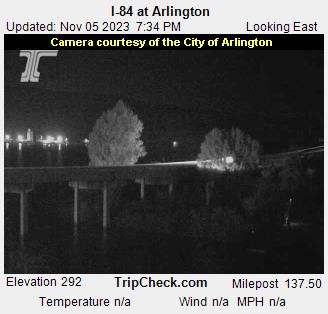 I-84 at Arlington
Updated: Nov 05 2023 7:34 PM Looking East
Camera courtesy of the City of Arlington
Elevation 292 TripCheck.com Milepost 137.50
Temperature n/a Wind n/a MPH n/a